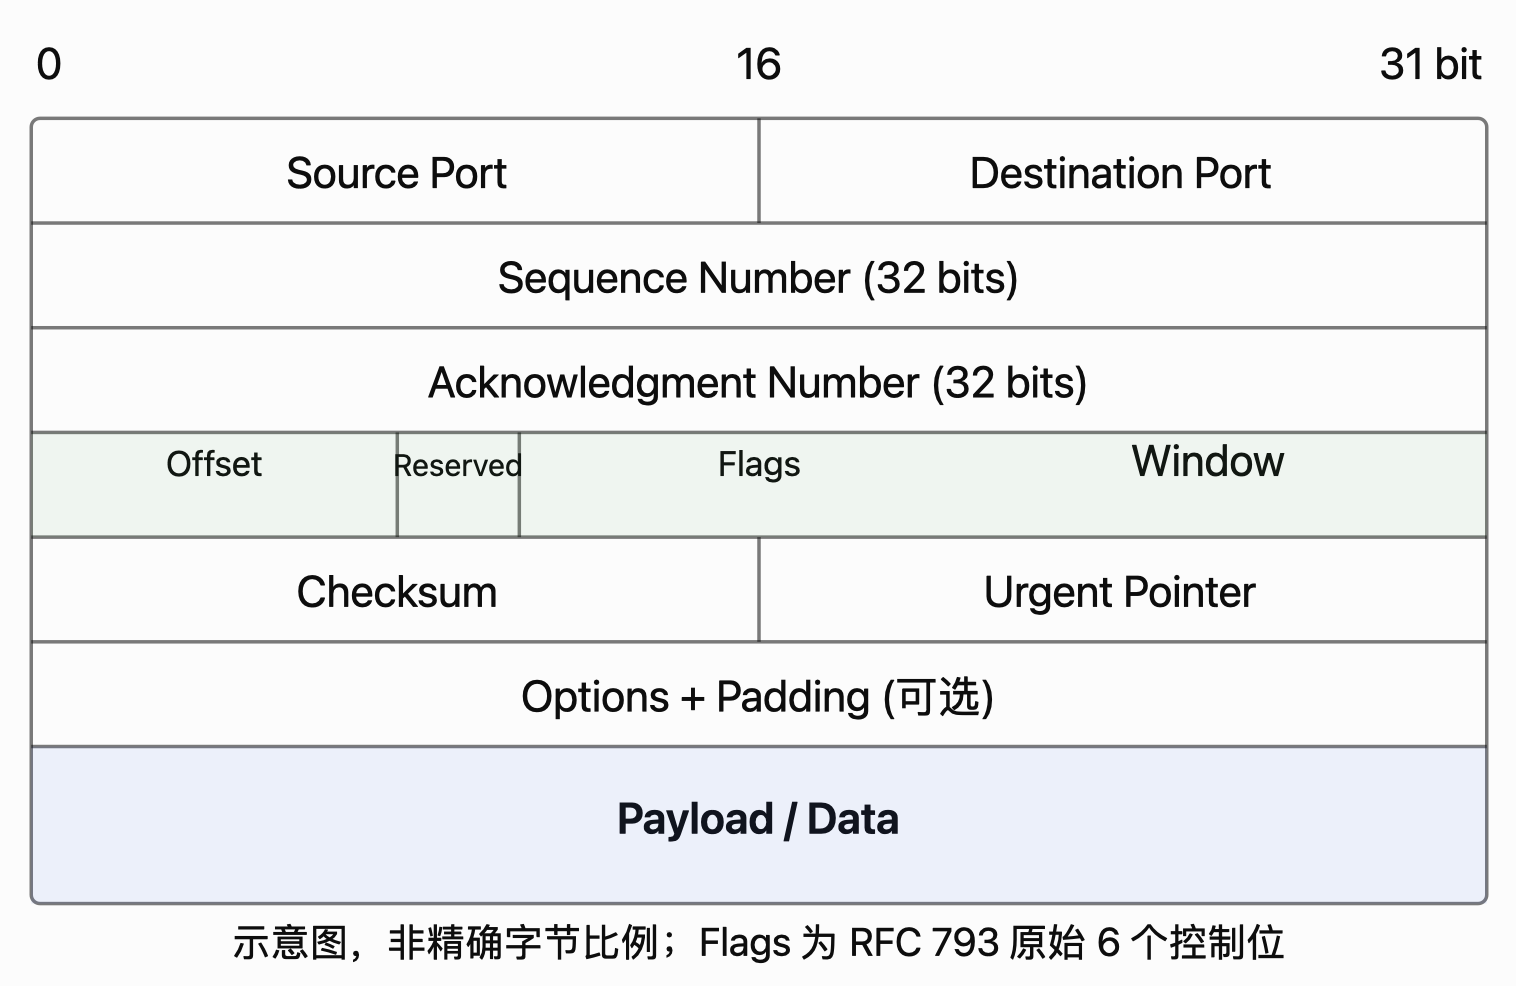 0 16 31 bit
Source Port Destination Port
Sequence Number (32 bits)
Acknowledgment Number (32 bits)
Offset Reserved Flags Window
Checksum Urgent Pointer
Options + Padding (可选)
Payload / Data
示意图，非精确字节比例；Flags 为 RFC 793 原始 6 个控制位